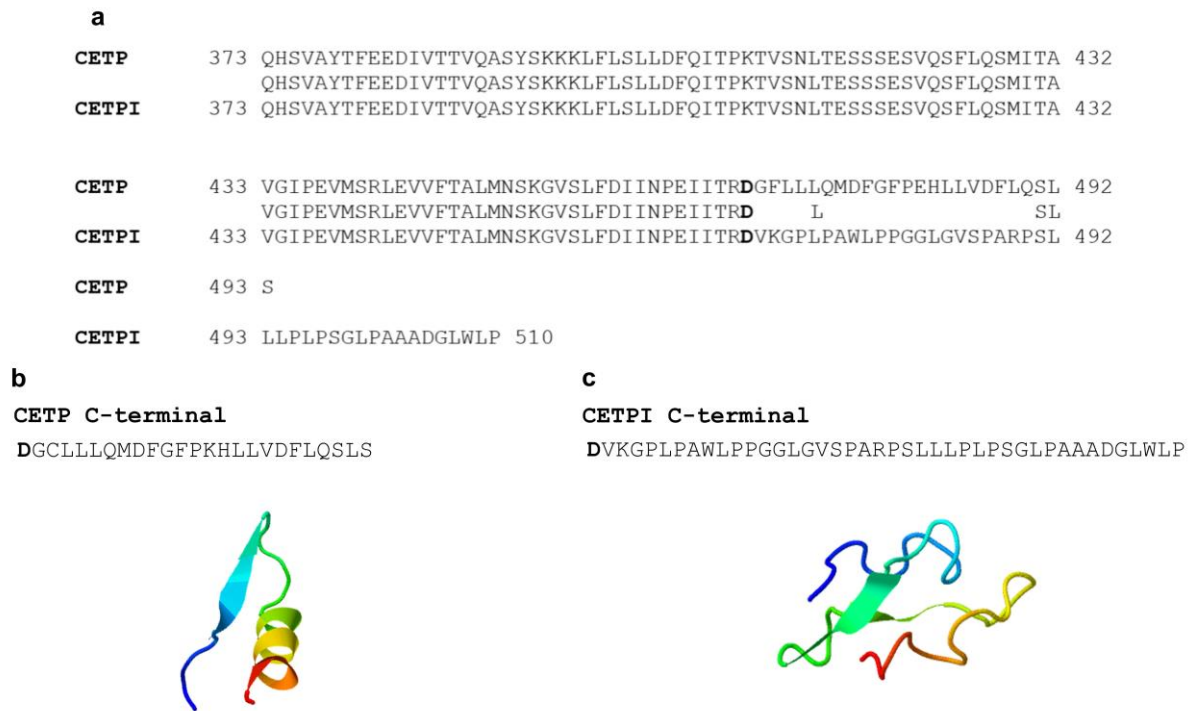 a
CETP 373 QHSVAYTFEEDIVTTVQASYSKKKLFLSLLDFQITPKTVSNLTESSSESVQSFLQSMITA 432
QHSVAYTFEEDIVTTVQASYSKKKLFLSLLDFQITPKTVSNLTESSSESVQSFLQSMITA
CETPI 373 QHSVAYTFEEDIVTTVQASYSKKKLFLSLLDFQITPKTVSNLTESSSESVQSFLQSMITA 432
CETP 433 VGIPEVMSRLEVVFTALMNSKGVSLFDIINPEIITRDGFLLLQMDFGFPEHLLVDFLQSL 492
VGIPEVMSRLEVVFTALMNSKGVSLFDIINPEIITRD L SL
CETPI 433 VGIPEVMSRLEVVFTALMNSKGVSLFDIINPEIITRDVKGPLPAWLPPGGLGVSPARPSL 492
CETP 493 S
CETPI 493 LLPLPSGLPAAADGLWLP 510
b
CETP C-terminal
DGCLLLQMDFGFPKHLLVDFLQSLS
c
CETPI C-terminal
DVKGPLPAWLPPGGLGVSPARPSLLLPLPSGLPAAADGLWLP